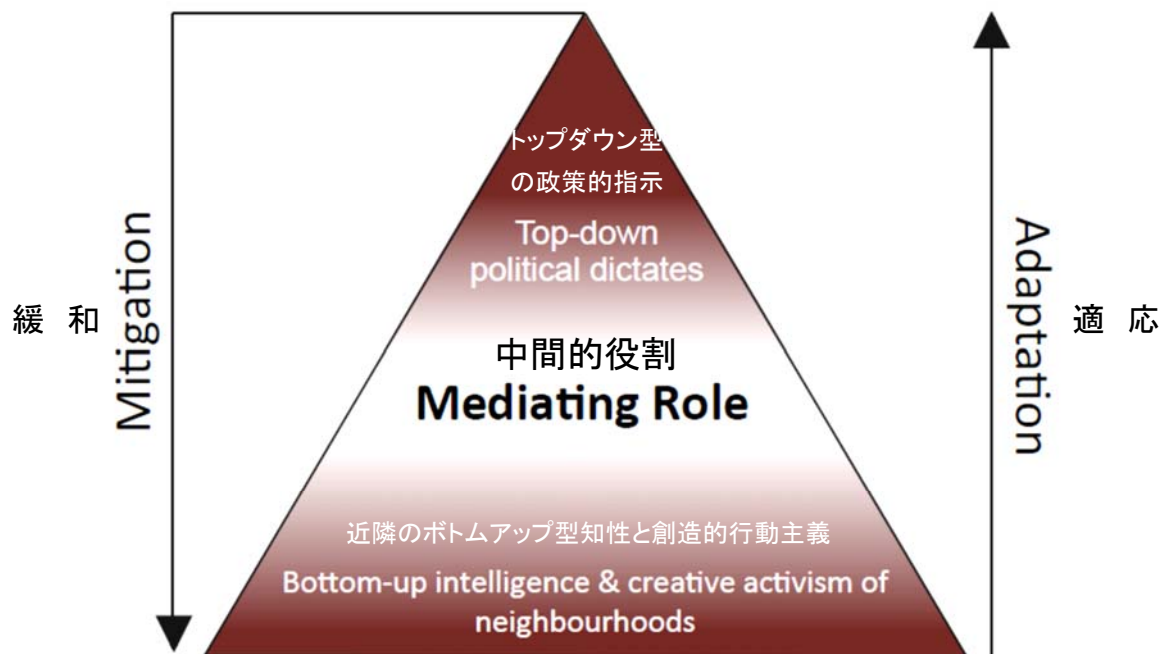 トップダウン型
の政策的指示
Top-down
political dictates
緩 和
Mitigation
中間的役割
Mediating Role
Adaptation
適 応
近隣のボトムアップ型知性と創造的行動主義
Bottom-up intelligence & creative activism of
neighbourhoods